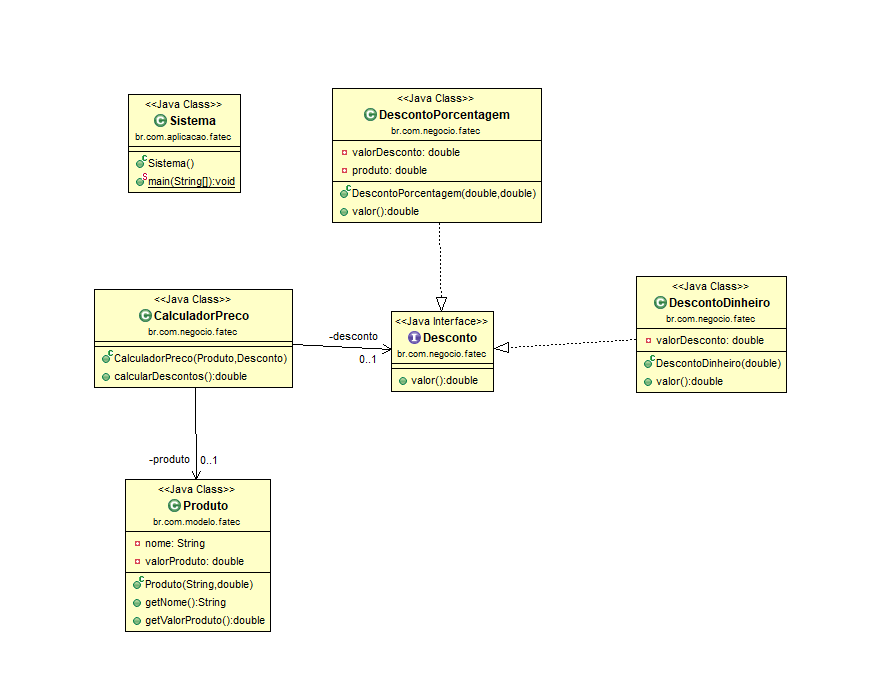 <<Java Class>>
Sistema
br.com.aplicacao.fatec
Sistema()
main(String[]):void
<<Java Class>>
DescontoPorcentagem
br.com.negocio.fatec
valorDesconto: double
produto: double
DescontoPorcentagem(double,double)
valor():double
<<Java Class>>
CalculadorPreco
br.com.negocio.fatec
CalculadorPreco(Produto,Desconto)
calcularDescontos():double
-desconto
0..1
<<Java Interface>>
Desconto
br.com.negocio.fatec
valor():double
<<Java Class>>
DescontoDinheiro
br.com.negocio.fatec
valorDesconto: double
DescontoDinheiro(double)
valor():double
-produto 0..1
<<Java Class>>
Produto
br.com.modelo.fatec
nome: String
valorProduto: double
Produto(String,double)
getNome():String
getValorProduto():double